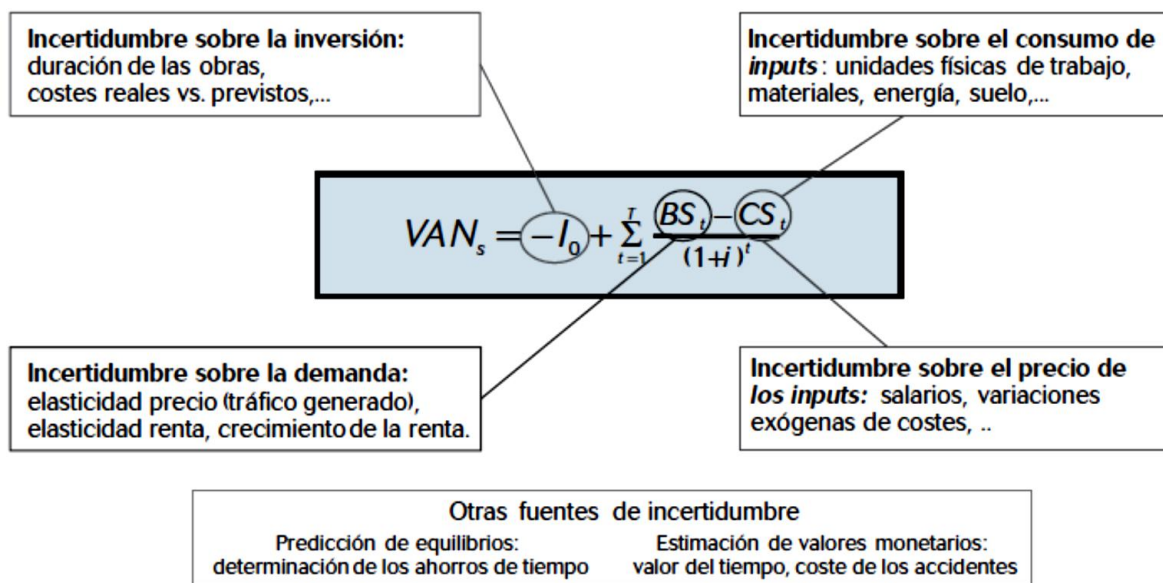 Incertidumbre sobre la inversión:
duración de las obras,
costes reales vs. previstos,...
Incertidumbre sobre el consumo de
inputs : unidades físicas de trabajo,
materiales, energía, suelo,...
VANₛ = −I₀ + Σ_{t=1}^{T} (BSₜ − CSₜ) / (1+i)ᵗ
Incertidumbre sobre la demanda:
elasticidad precio (tráfico generado),
elasticidad renta, crecimiento de la renta.
Incertidumbre sobre el precio de
los inputs: salarios, variaciones
exógenas de costes, ..
Otras fuentes de incertidumbre
Predicción de equilibrios:
determinación de los ahorros de tiempo
Estimación de valores monetarios:
valor del tiempo, coste de los accidentes